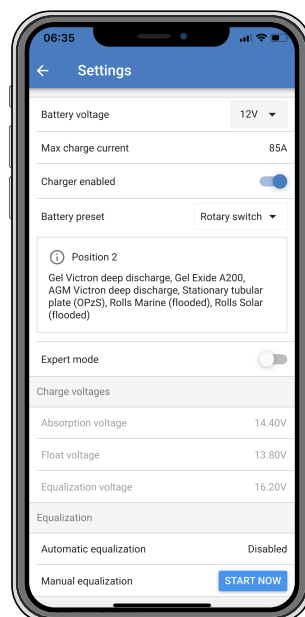 06:35
Settings
Battery voltage 12V
Max charge current 85A
Charger enabled
Battery preset Rotary switch
Position 2
Gel Victron deep discharge, Gel Exide A200,
AGM Victron deep discharge, Stationary tubular
plate (OPzS), Rolls Marine (flooded), Rolls Solar
(flooded)
Expert mode
Charge voltages
Absorption voltage 14.40V
Float voltage 13.80V
Equalization voltage 16.20V
Equalization
Automatic equalization Disabled
Manual equalization START NOW